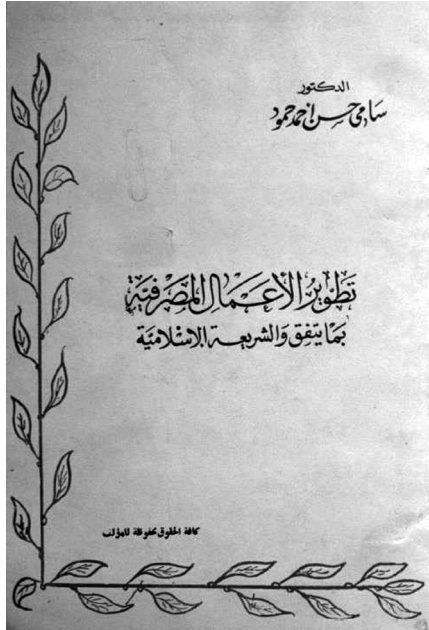 الدكتور
سامي حسن أحمد حمود
تطوير الأعمال المصرفية
بما يتفق والشريعة الإسلامية
كافة الحقوق محفوظة للمؤلف